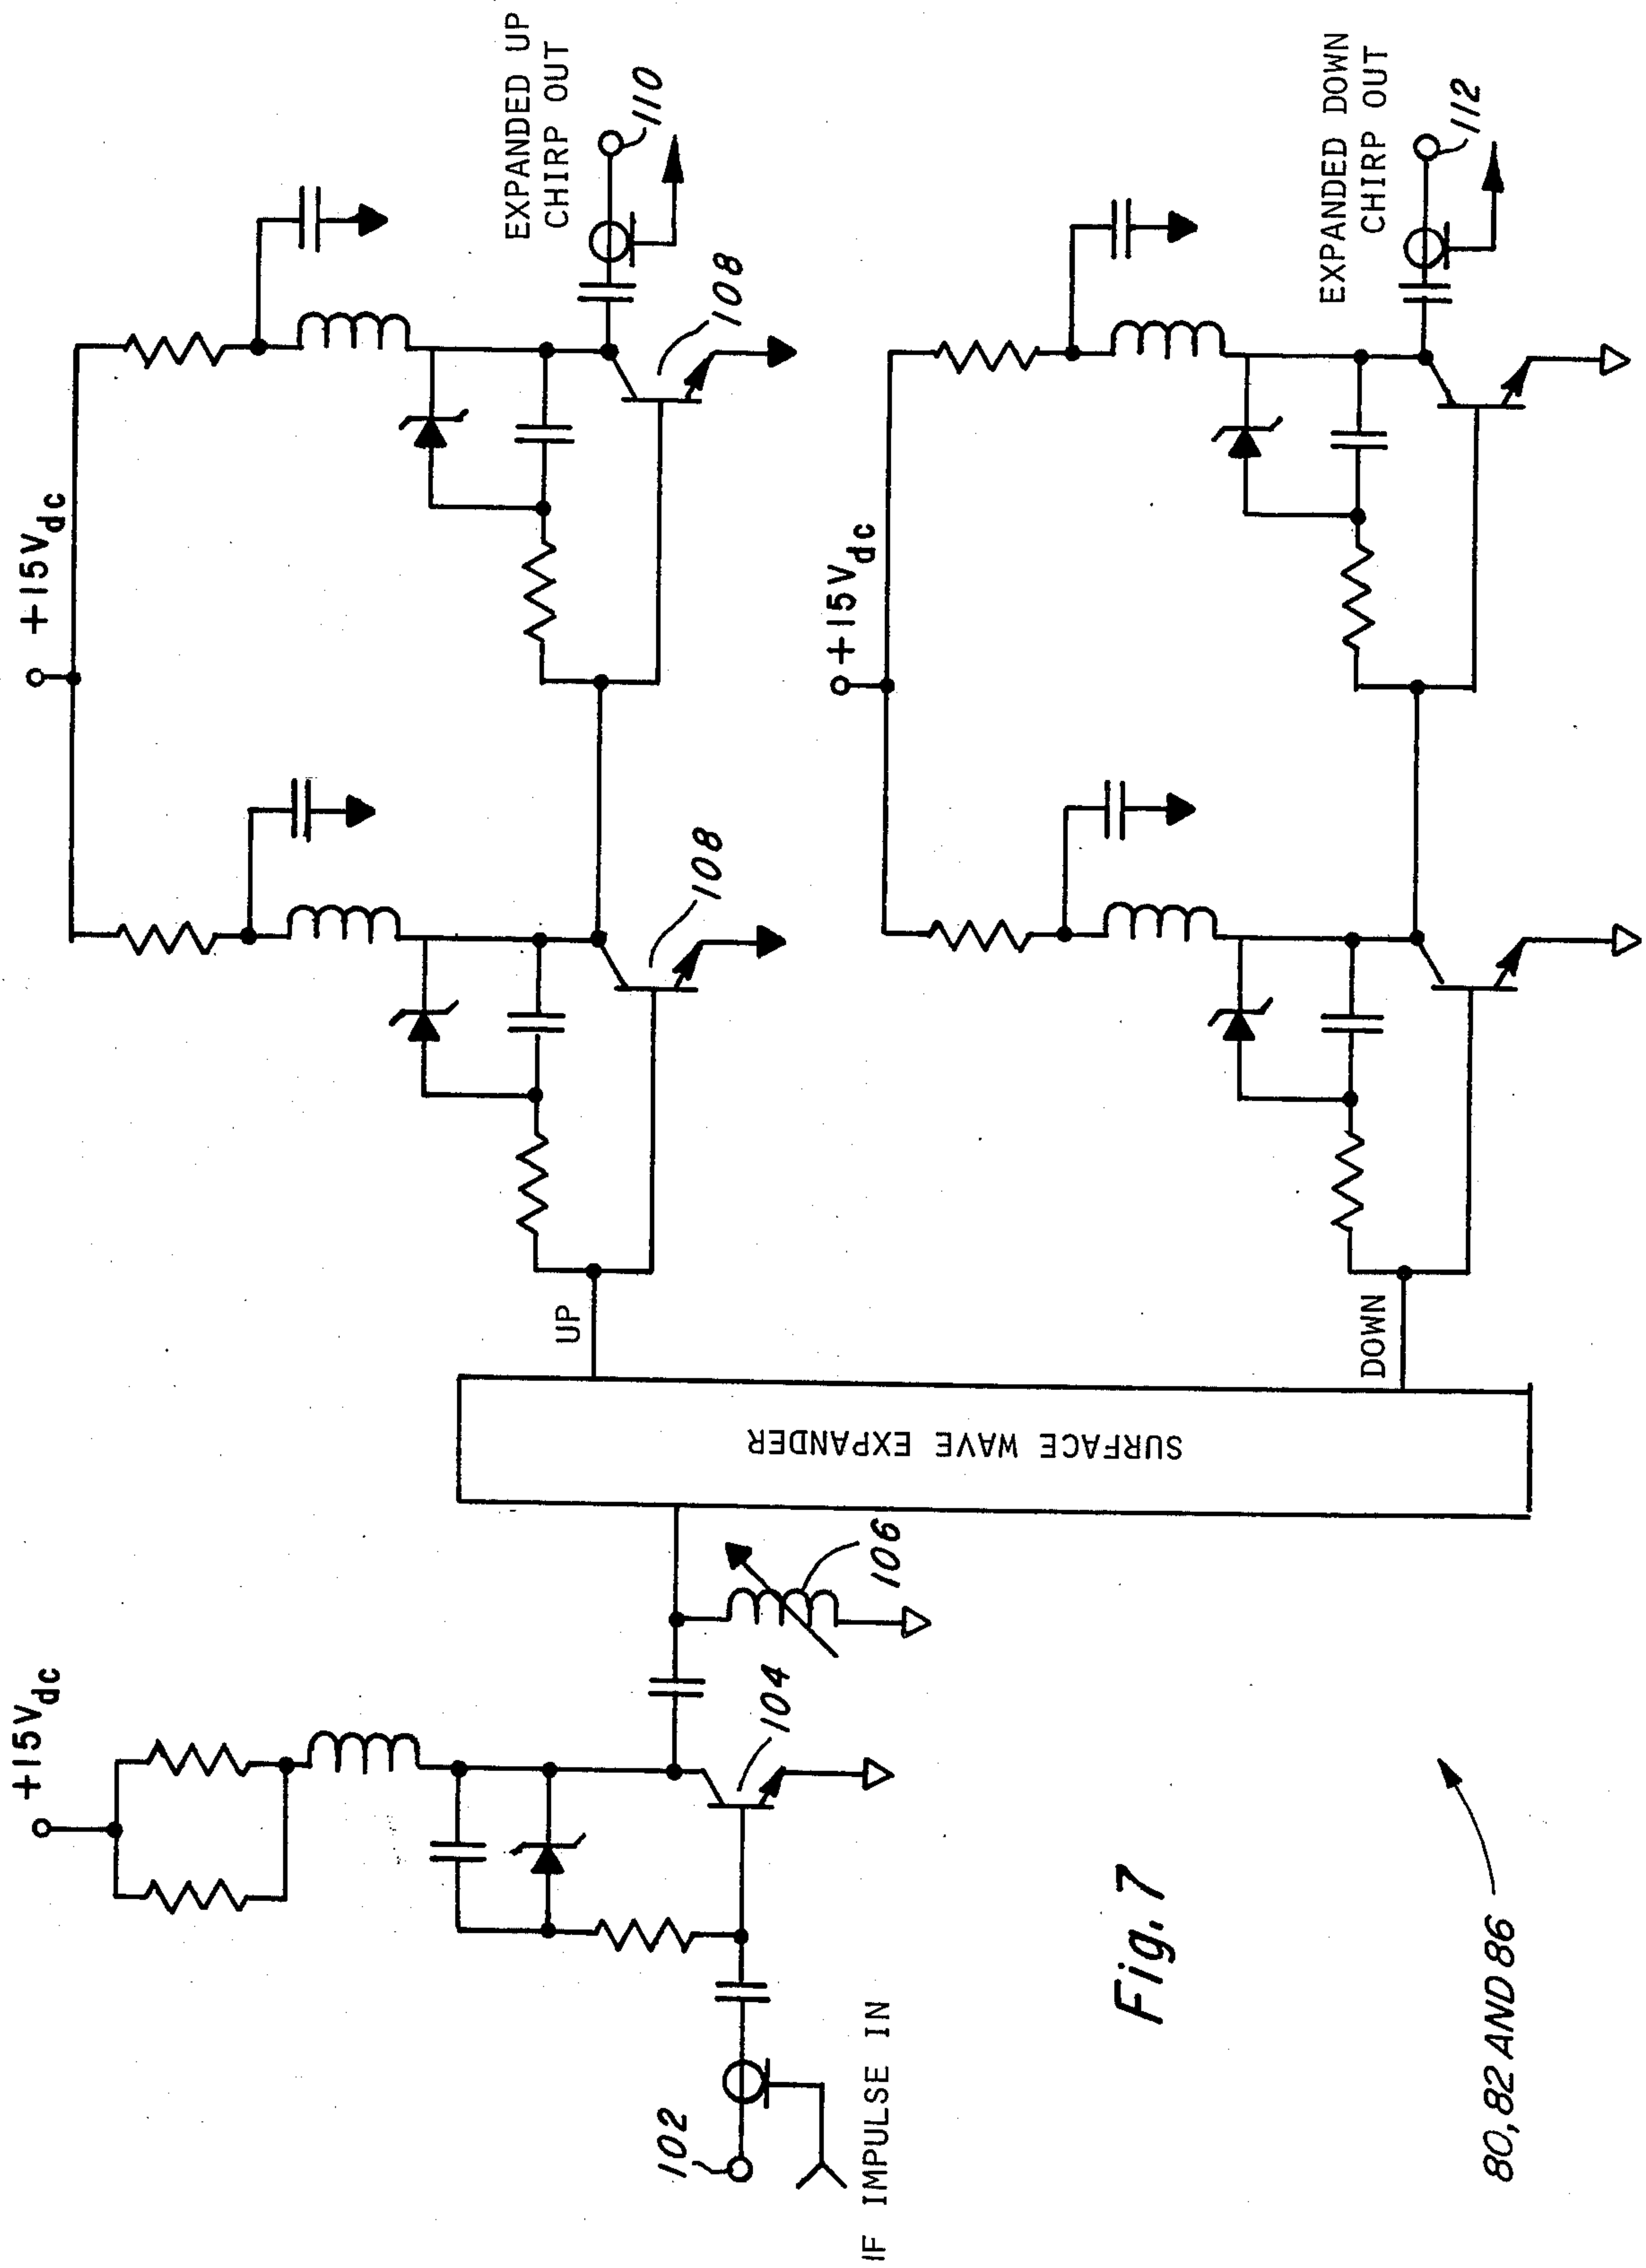 +15Vdc
+15Vdc
+15Vdc
EXPANDED UP
CHIRP OUT
110
108
108
UP
SURFACE WAVE EXPANDER
106
104
102
IF IMPULSE IN
DOWN
EXPANDED DOWN
CHIRP OUT
112
Fig. 7
80, 82 AND 86